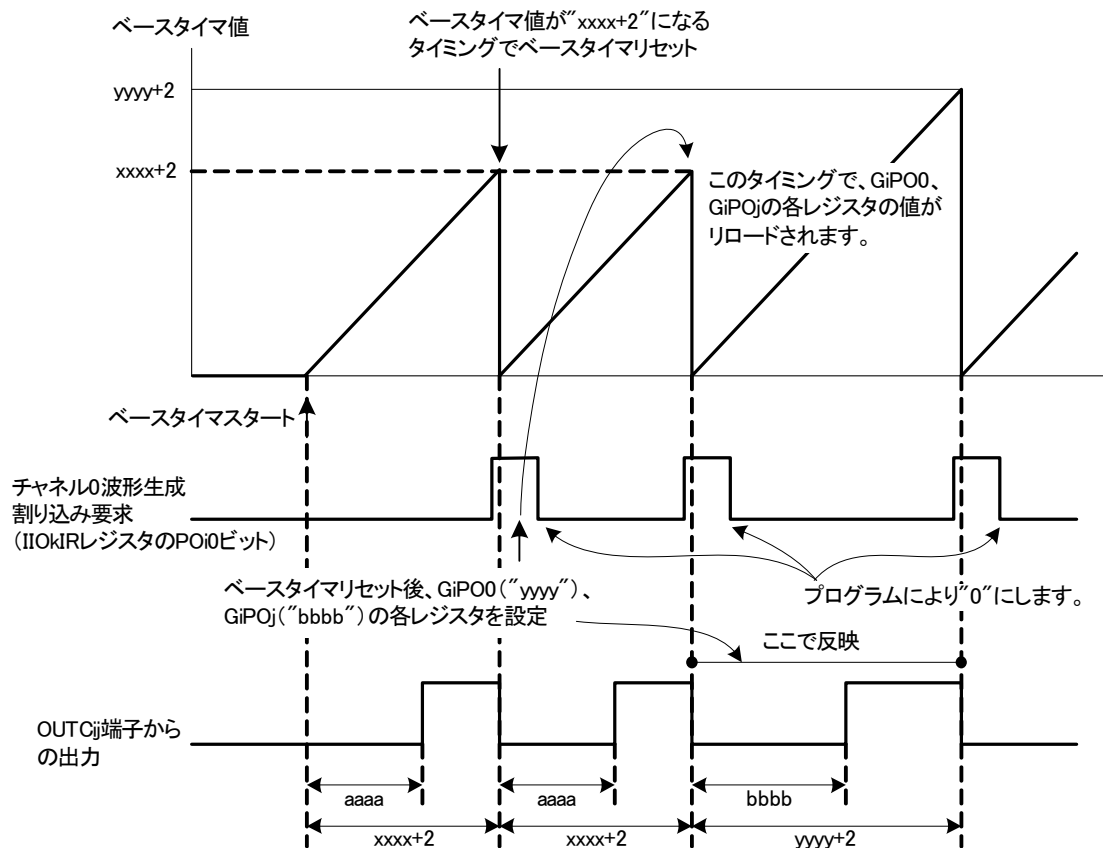 ベースタイマ値
ベースタイマ値が"xxxx+2"になる
タイミングでベースタイマリセット
yyyy+2
xxxx+2
このタイミングで、GiPO0、
GiPOjの各レジスタの値が
リロードされます。
ベースタイマスタート
チャネル0波形生成
割り込み要求
(IIOkIRレジスタのPOi0ビット)
ベースタイマリセット後、GiPO0("yyyy")、
GiPOj("bbbb")の各レジスタを設定
プログラムにより"0"にします。
ここで反映
OUTCij端子から
の出力
aaaa
aaaa
bbbb
xxxx+2
xxxx+2
yyyy+2